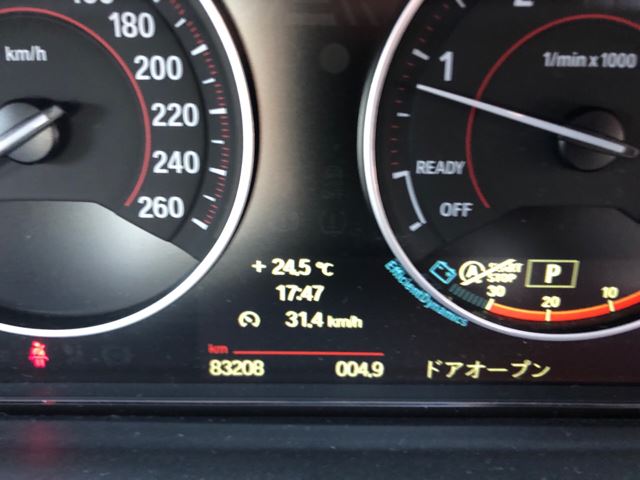 180
km/h
200
220
240
260
2
1
1/min x 1000
READY
OFF
EfficientDynamics
P
30
20
10
+ 24.5 °C
17:47
31.4 km/h
km
83208 004.9
ドアオープン